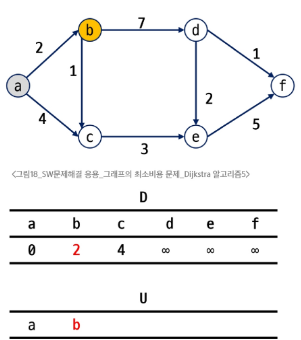 b
7
d
2
1
1
a
2
f
4
5
c
3
e
<그림18_SW문제해결 응용_그래프의 최소비용 문제_Dijkstra 알고리즘5>
D
a b c d e f
0 2 4 ∞ ∞ ∞
U
a b